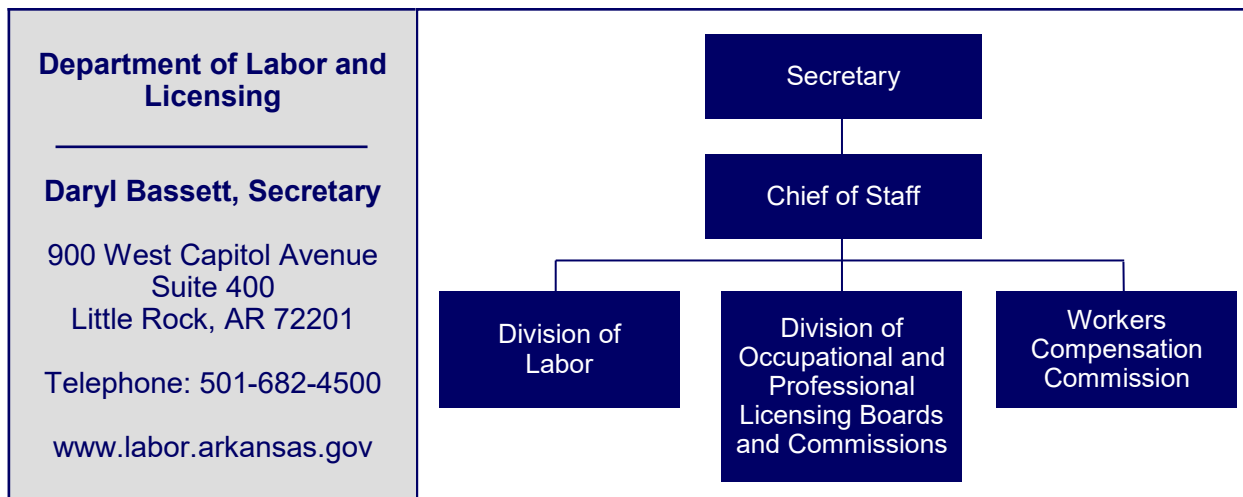 Department of Labor and
Licensing
Daryl Bassett, Secretary
900 West Capitol Avenue
Suite 400
Little Rock, AR 72201
Telephone: 501-682-4500
www.labor.arkansas.gov
Secretary
Chief of Staff
Division of
Labor
Division of
Occupational and
Professional
Licensing Boards
and Commissions
Workers
Compensation
Commission